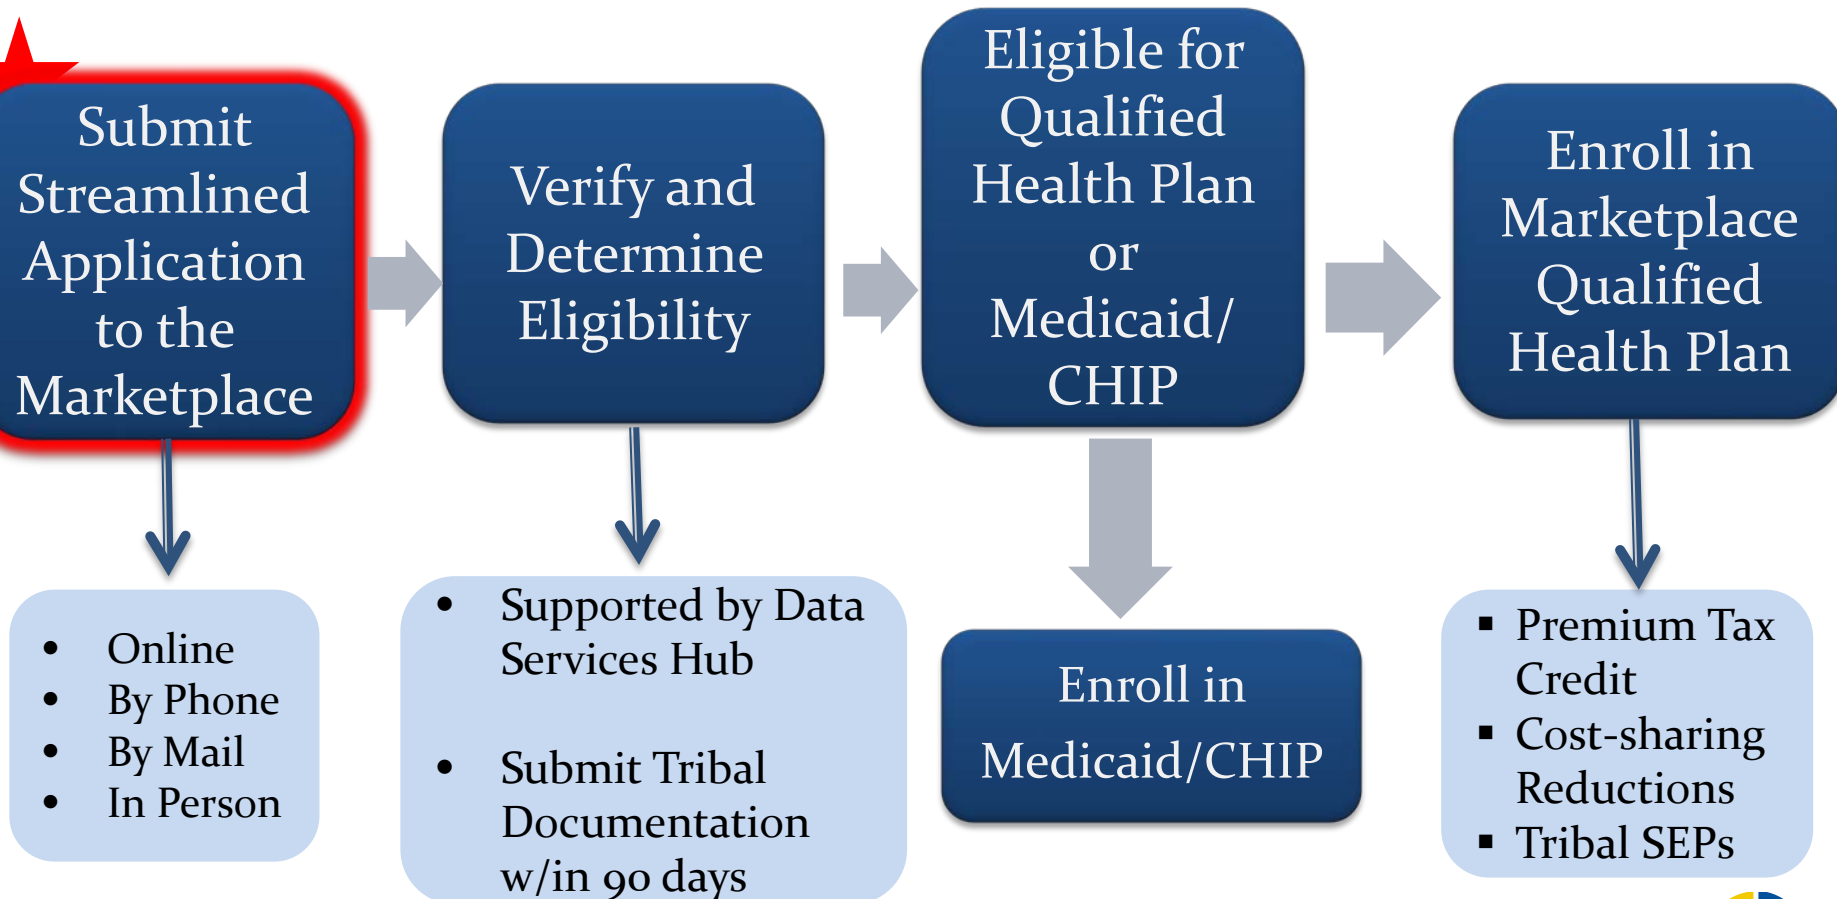 Submit
Streamlined
Application
to the
Marketplace
Verify and
Determine
Eligibility
Eligible for
Qualified
Health Plan
or
Medicaid/
CHIP
Enroll in
Marketplace
Qualified
Health Plan
• Online
• By Phone
• By Mail
• In Person
• Supported by Data
Services Hub
• Submit Tribal
Documentation
w/in 90 days
Enroll in
Medicaid/CHIP
▪ Premium Tax
Credit
▪ Cost-sharing
Reductions
▪ Tribal SEPs